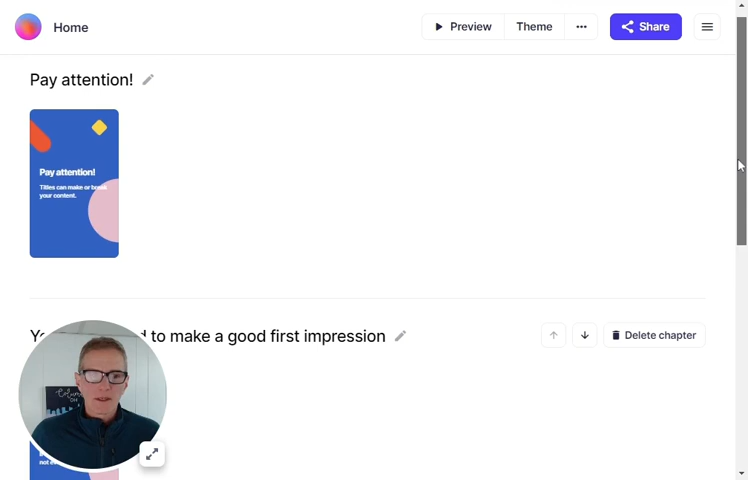 Home
Preview
Theme
Share
Pay attention!
Pay attention!
Titles can make or break
your content.
d to make a good first impression
Delete chapter